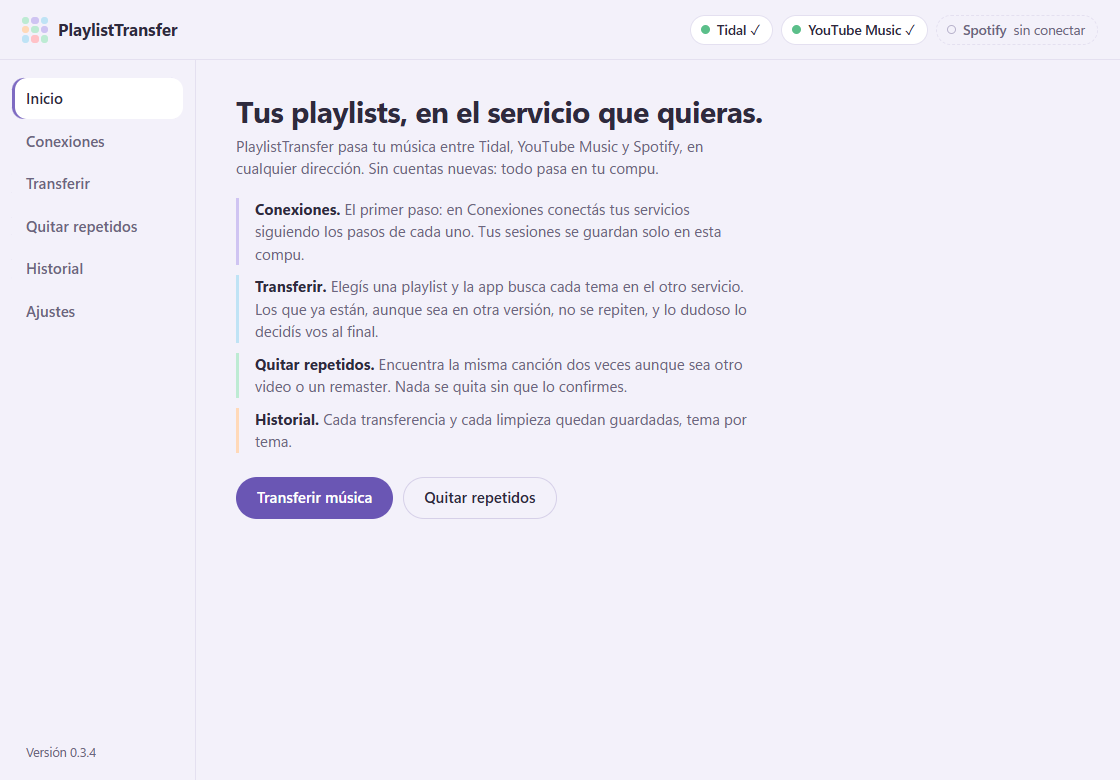 PlaylistTransfer
Tidal ✓
YouTube Music ✓
Spotify sin conectar
Inicio
Conexiones
Transferir
Quitar repetidos
Historial
Ajustes
Versión 0.3.4
Tus playlists, en el servicio que quieras.
PlaylistTransfer pasa tu música entre Tidal, YouTube Music y Spotify, en
cualquier dirección. Sin cuentas nuevas: todo pasa en tu compu.
Conexiones. El primer paso: en Conexiones conectás tus servicios
siguiendo los pasos de cada uno. Tus sesiones se guardan solo en esta
compu.
Transferir. Elegís una playlist y la app busca cada tema en el otro servicio.
Los que ya están, aunque sea en otra versión, no se repiten, y lo dudoso lo
decidís vos al final.
Quitar repetidos. Encuentra la misma canción dos veces aunque sea otro
video o un remaster. Nada se quita sin que lo confirmes.
Historial. Cada transferencia y cada limpieza quedan guardadas, tema por
tema.
Transferir música
Quitar repetidos